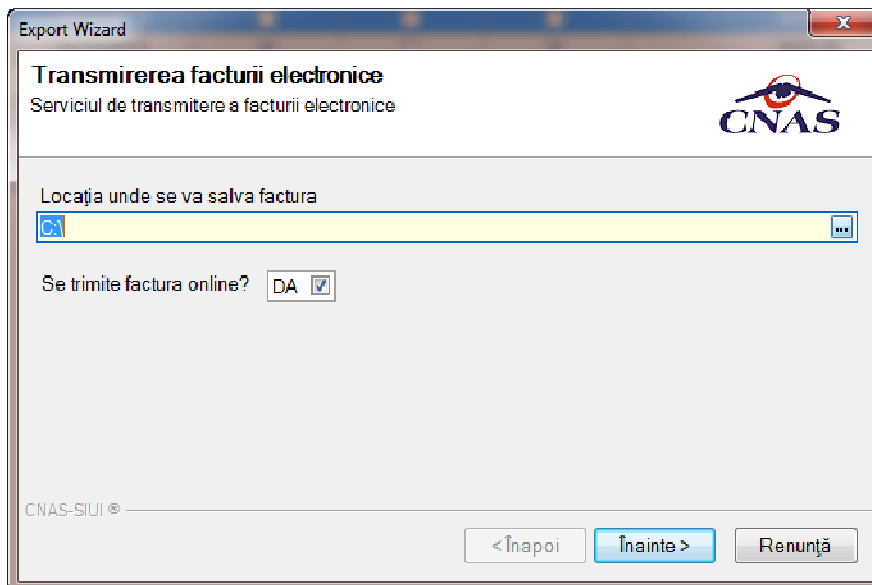 Export Wizard
Transmirerea facturii electronice
Serviciul de transmitere a facturii electronice
CNAS
Locaţia unde se va salva factura
C:\
...
Se trimite factura online? DA
CNAS-SIUI ®
< Înapoi Înainte > Renunţă